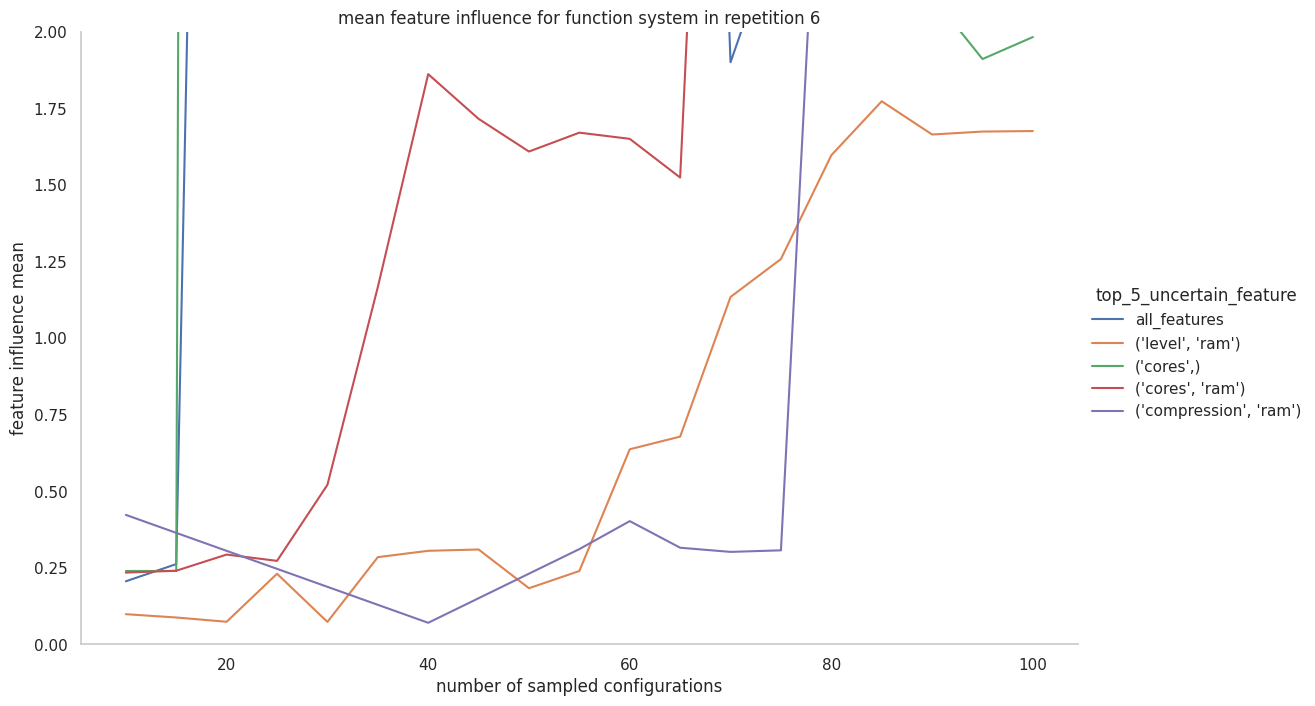 mean feature influence for function system in repetition 6
2.00
1.75
1.50
1.25
1.00
0.75
0.50
0.25
0.00
feature influence mean
20 40 60 80 100
number of sampled configurations
top_5_uncertain_feature
all_features
('level', 'ram')
('cores',)
('cores', 'ram')
('compression', 'ram')